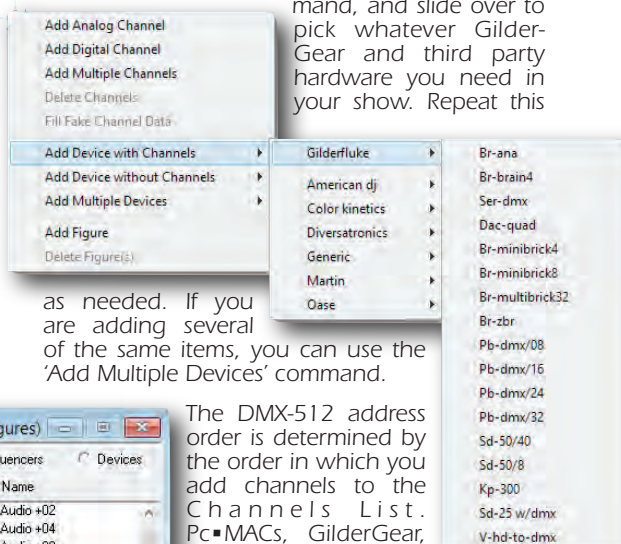 mand, and slide over to
pick whatever Gilder-
Gear and third party
hardware you need in
your show. Repeat this
Add Analog Channel
Add Digital Channel
Add Multiple Channels
Delete Channels
Fill Fake Channel Data
Add Device with Channels
Add Device without Channels
Add Multiple Devices
Add Figure
Delete Figure(s)
Gilderfluke
American dj
Color kinetics
Diversatronics
Generic
Martin
Oase
Br-ana
Br-brain4
Ser-dmx
Dac-quad
Br-minibrick4
Br-minibrick8
Br-multibrick32
Br-zbr
Pb-dmx/08
Pb-dmx/16
Pb-dmx/24
Pb-dmx/32
Sd-50/40
Sd-50/8
Kp-300
Sd-25 w/dmx
V-hd-to-dmx
as needed. If you
are adding several
of the same items, you can use the
‘Add Multiple Devices’ command.
gures)
uencers Devices
Name
Audio +02
Audio +04
The DMX-512 address
order is determined by
the order in which you
add channels to the
Channels List.
Pc▪MACs, GilderGear,